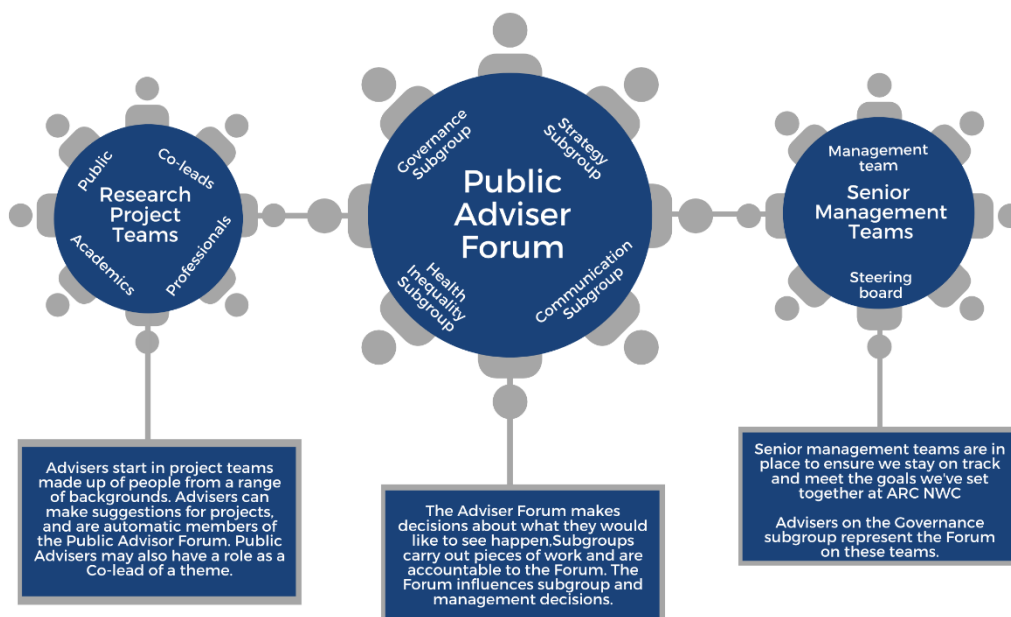 Public
Co-leads
Research
Project
Teams
Academics
Professionals
Governance
Subgroup
Strategy
Subgroup
Public
Adviser
Forum
Health
Inequality
Subgroup
Communication
Subgroup
Management
team
Senior
Management
Teams
Steering
board
Advisers start in project teams
made up of people from a range
of backgrounds. Advisers can
make suggestions for projects,
and are automatic members of
the Public Advisor Forum. Public
Advisers may also have a role as a
Co-lead of a theme.
The Adviser Forum makes
decisions about what they would
like to see happen,Subgroups
carry out pieces of work and are
accountable to the Forum. The
Forum influences subgroup and
management decisions.
Senior management teams are in
place to ensure we stay on track
and meet the goals we've set
together at ARC NWC
Advisers on the Governance
subgroup represent the Forum
on these teams.